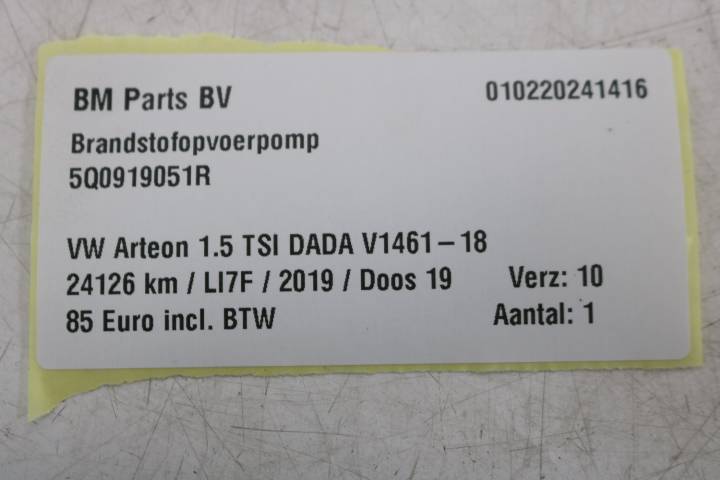 BM Parts BV 010220241416
Brandstofopvoerpomp
5Q0919051R
VW Arteon 1.5 TSI DADA V1461-18
24126 km / LI7F / 2019 / Doos 19 Verz: 10
85 Euro incl. BTW Aantal: 1